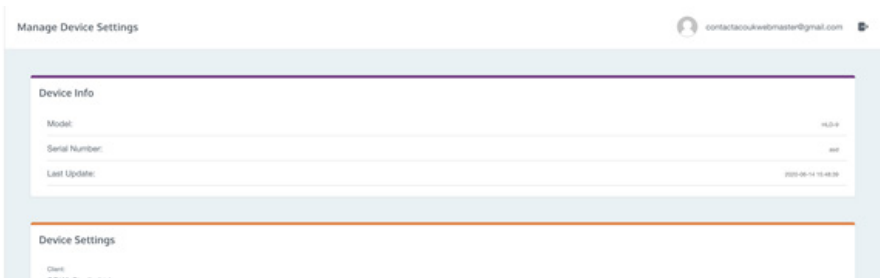 Manage Device Settings
contactacoukwebmaster@gmail.com
Device Info
Model:
Serial Number:
Last Update:
Device Settings
Client: